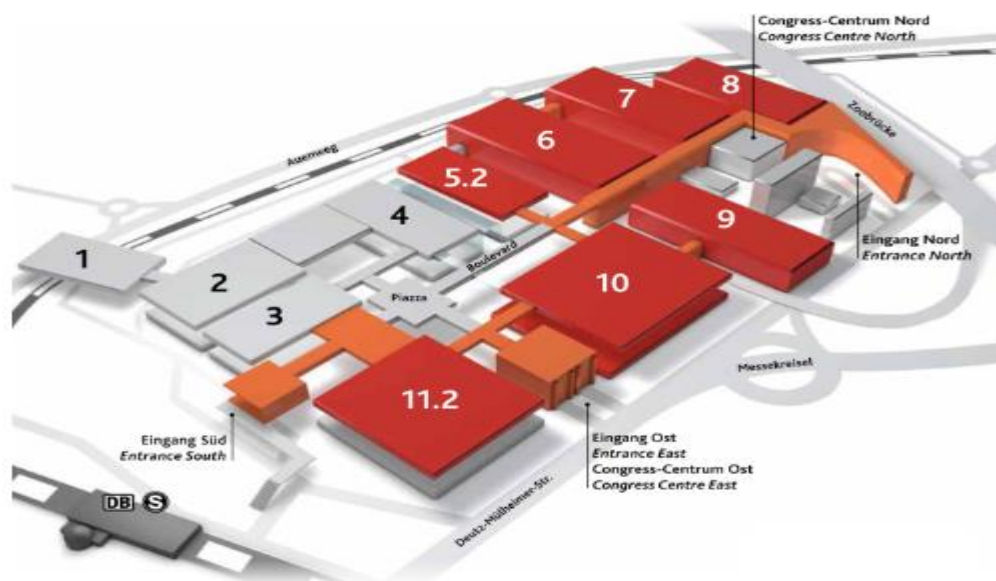 Congress-Centrum Nord
Congress Centre North
8
7
Zoobrücke
6
Auenweg
5.2
9
4
Eingang Nord
Entrance North
1
Boulevard
2
10
Piazza
3
Messekreisel
11.2
Eingang Süd
Entrance South
Eingang Ost
Entrance East
Congress-Centrum Ost
Congress Centre East
DB S
Deutz-Mülheimer-Str.